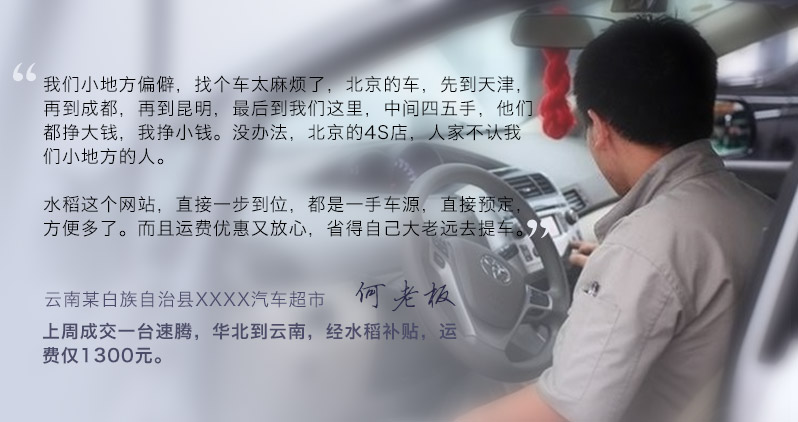 “
我们小地方偏僻，找个车太麻烦了，北京的车，先到天津，
再到成都，再到昆明，最后到我们这里，中间四五手，他们
都挣大钱，我挣小钱。没办法，北京的4S店，人家不认我
们小地方的人。
水稻这个网站，直接一步到位，都是一手车源，直接预定，
方便多了。而且运费优惠又放心，省得自己大老远去提车。”
云南某白族自治县XXXX汽车超市 何老板
上周成交一台速腾，华北到云南，经水稻补贴，运
费仅1300元。